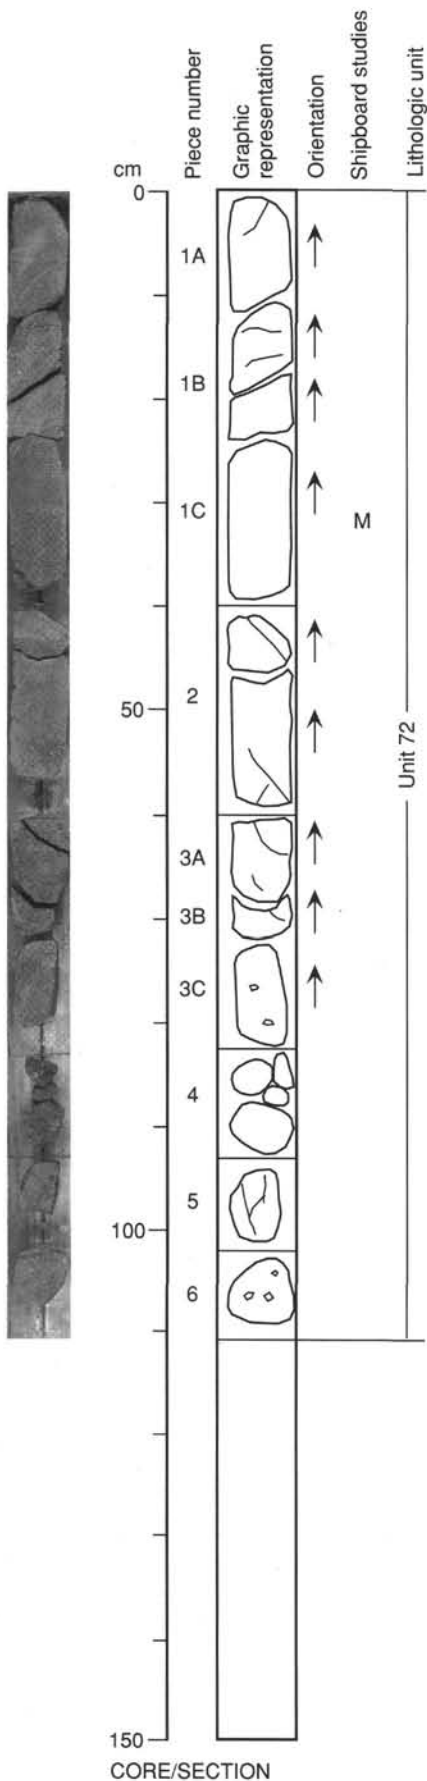 cm
Piece number
Graphic
representation
Orientation
Shipboard studies
Lithologic unit
0
1A
1B
1C
M
2
50
Unit 72
3A
3B
3C
4
5
100
6
150
CORE/SECTION